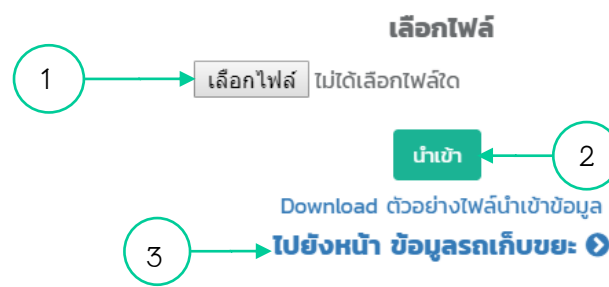 เลือกไฟล์
1 เลือกไฟล์ ไม่ได้เลือกไฟล์ใด
นำเข้า 2
Download ตัวอย่างไฟล์นำเข้าข้อมูล
3 ไปยังหน้า ข้อมูลรถเก็บขยะ